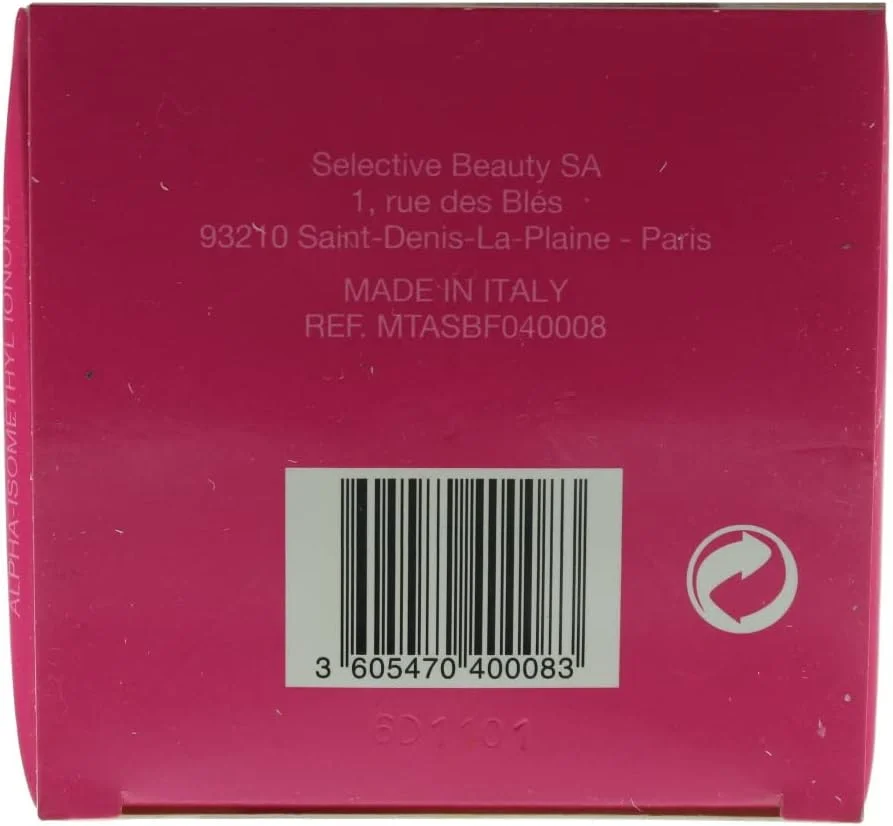 Selective Beauty SA
1, rue des Blés
93210 Saint-Denis-La-Plaine - Paris
MADE IN ITALY
REF. MTASBF040008
3 605470 400083
6D1101
ALPHA-ISOMETHYL IONONE